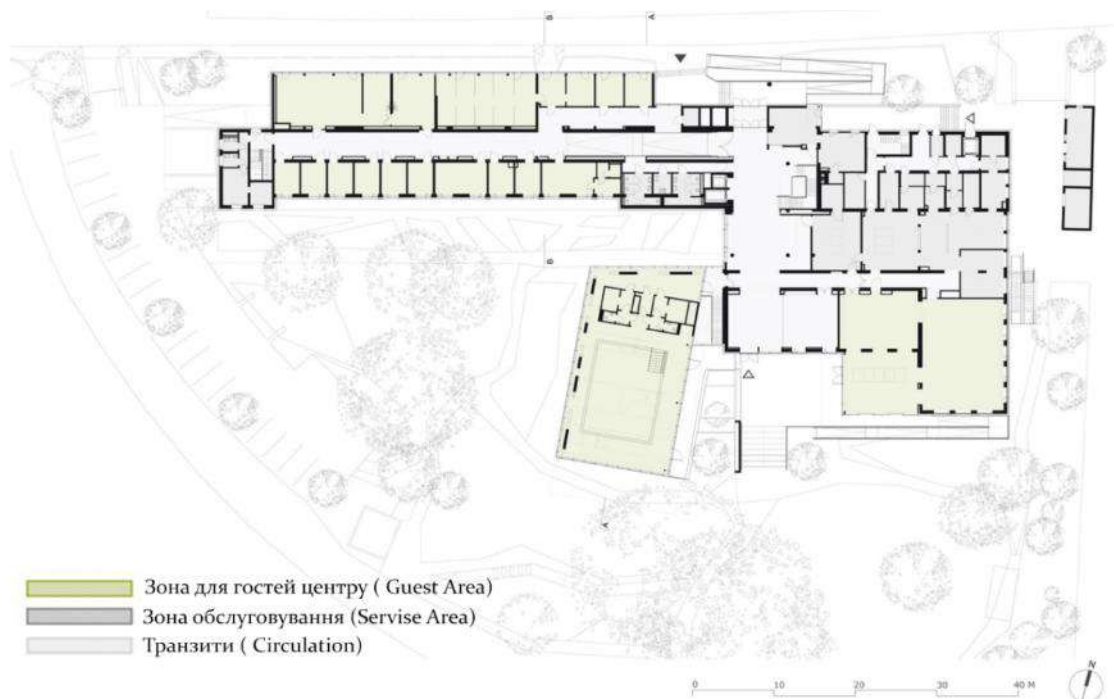 B
A
B
A
Зона для гостей центру ( Guest Area)
Зона обслуговування (Servise Area)
Транзити ( Circulation)
0 10 20 30 40 М
N